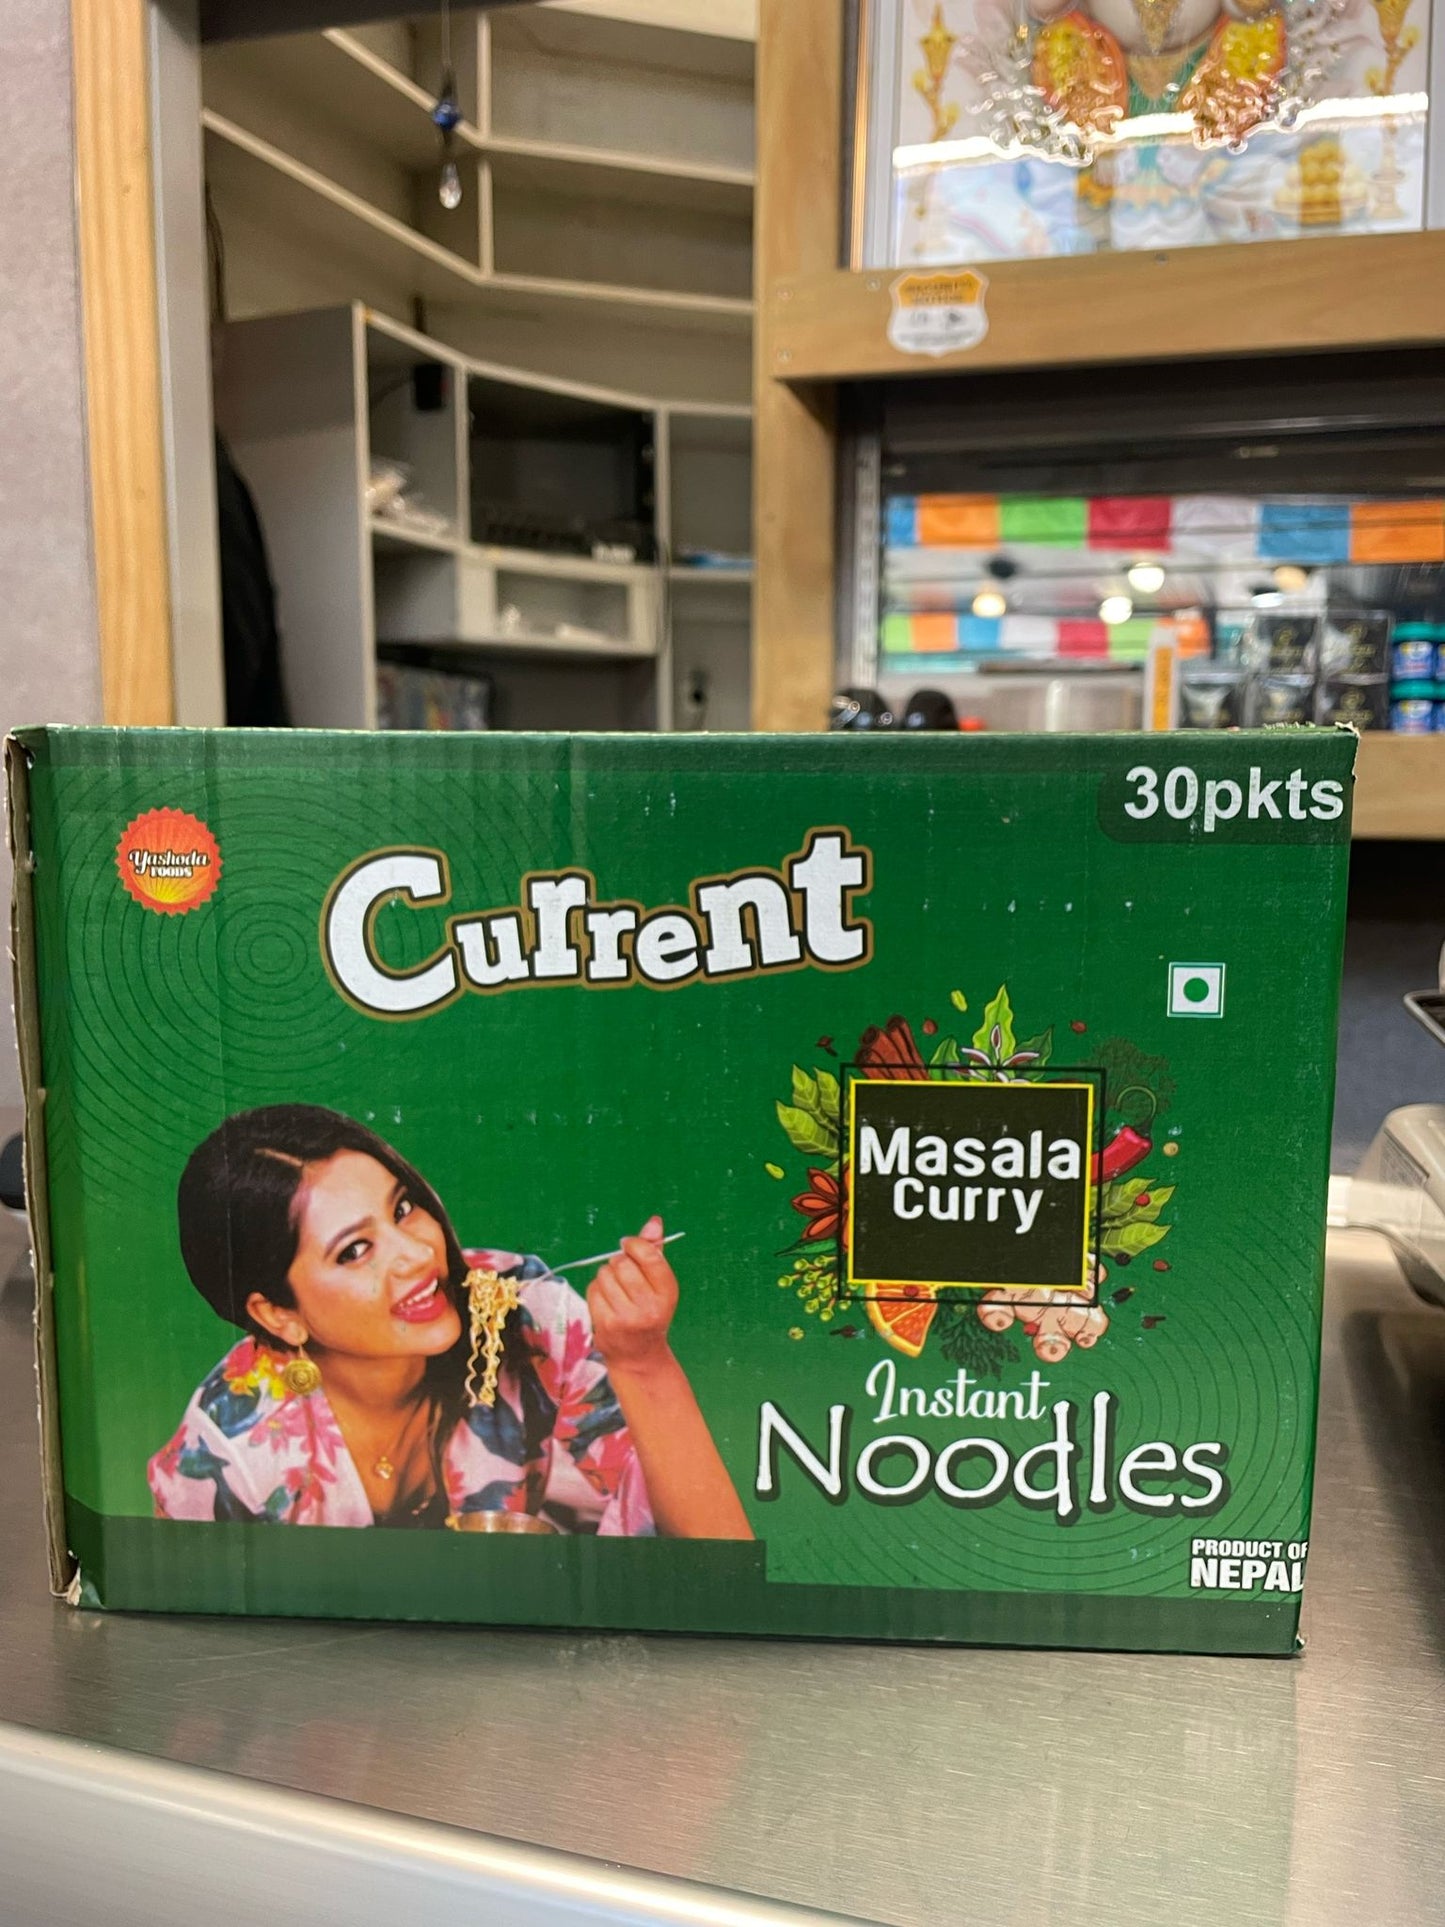 30pkts
Yashoda
FOODS
Current
Masala
Curry
Instant
Noodles
PRODUCT OF
NEPAL